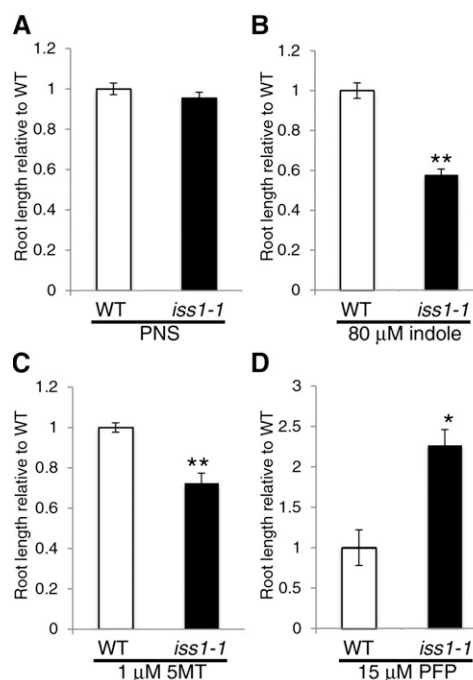 A
Root length relative to WT
1.2
1
0.8
0.6
0.4
0.2
0
WT iss1-1
PNS
B
Root length relative to WT
1.2
1
0.8
0.6
0.4
0.2
0
**
WT iss1-1
80 µM indole
C
Root length relative to WT
1.2
1
0.8
0.6
0.4
0.2
0
**
WT iss1-1
1 µM 5MT
D
Root length relative to WT
3
2.5
2
1.5
1
0.5
0
*
WT iss1-1
15 µM PFP